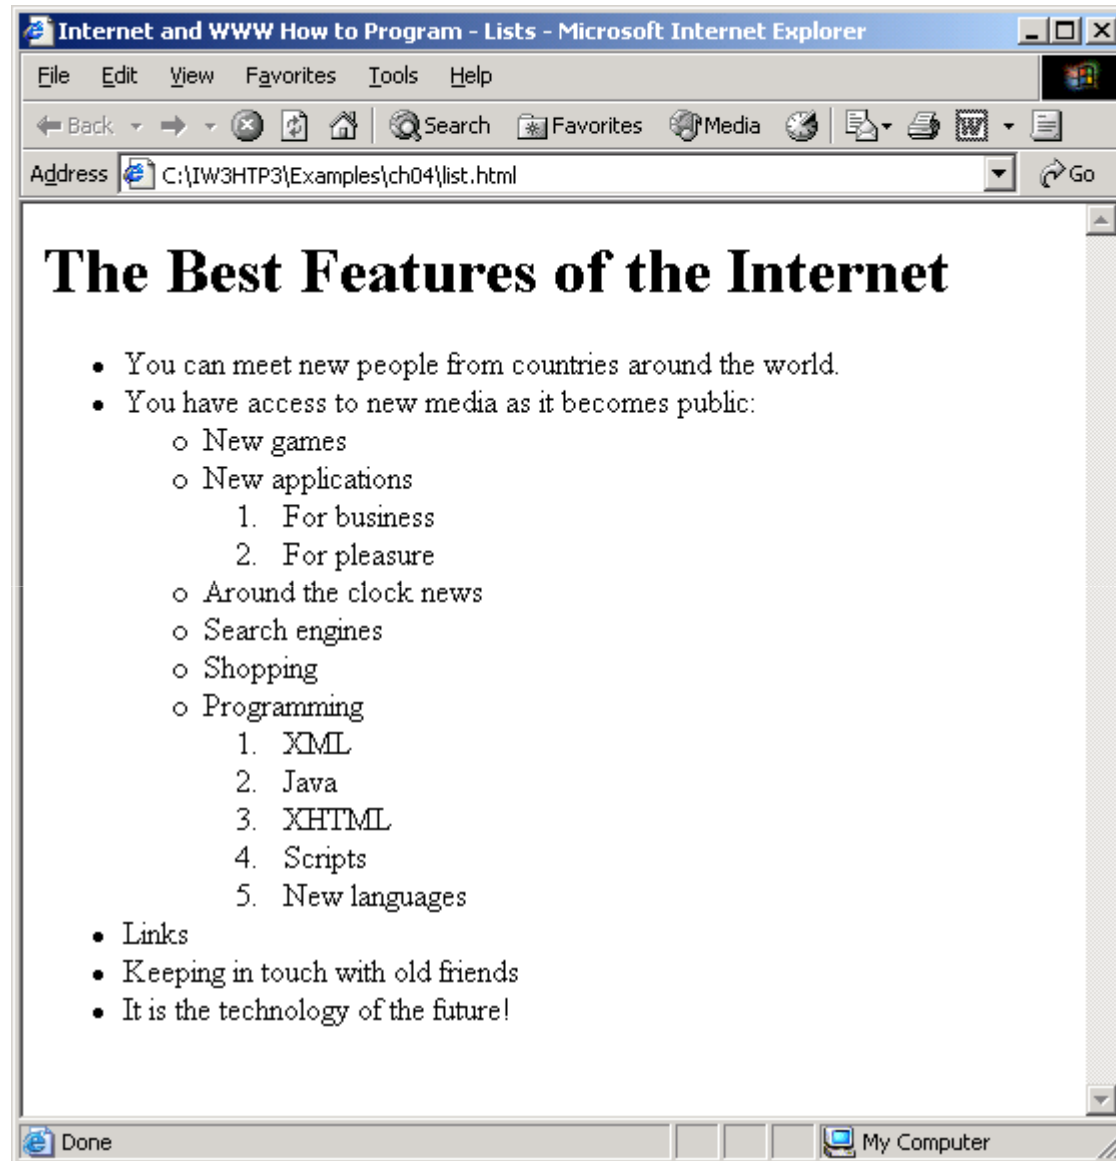 Internet and WWW How to Program - Lists - Microsoft Internet Explorer
File Edit View Favorites Tools Help
Back Search Favorites Media
Address C:\IW3HTP3\Examples\ch04\list.html Go
The Best Features of the Internet
• You can meet new people from countries around the world.
• You have access to new media as it becomes public:
o New games
o New applications
1. For business
2. For pleasure
o Around the clock news
o Search engines
o Shopping
o Programming
1. XML
2. Java
3. XHTML
4. Scripts
5. New languages
• Links
• Keeping in touch with old friends
• It is the technology of the future!
Done My Computer